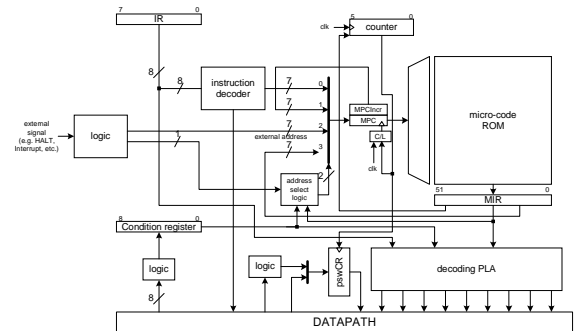 7 0
IR
5 0
clk
counter
8
8
instruction decoder
7
0
7
1
7
2
external address
7
3
MPCIncr
MPC
C/L
clk
micro-code ROM
external signal (e.g. HALT, Interrupt, etc.)
logic
1
address select logic
2
51 0
MIR
8 0
Condition register
logic
8
logic
pswCR
decoding PLA
DATAPATH